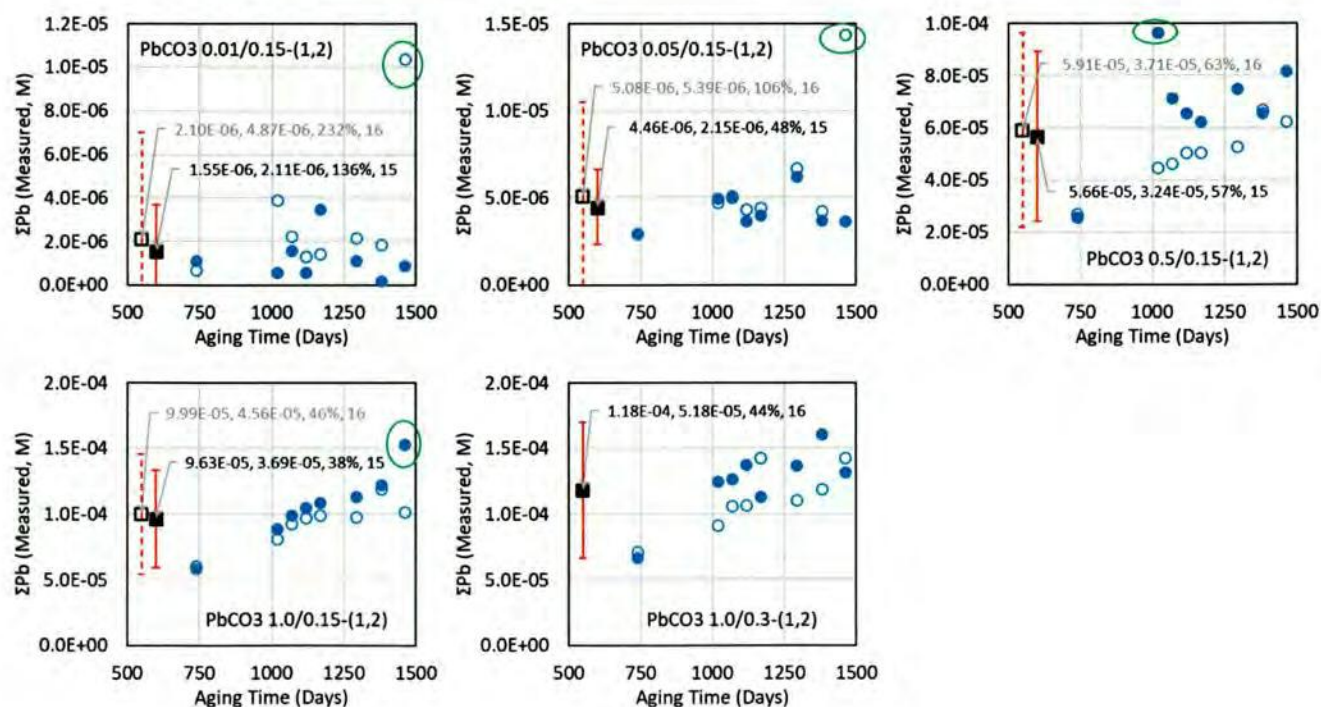 ΣPb (Measured, M)
1.2E-05
1.0E-05
8.0E-06
6.0E-06
4.0E-06
2.0E-06
0.0E+00
PbCO3 0.01/0.15-(1,2)
2.10E-06, 4.87E-06, 232%, 16
1.55E-06, 2.11E-06, 136%, 15
500 750 1000 1250 1500
Aging Time (Days)
ΣPb (Measured, M)
1.5E-05
1.0E-05
5.0E-06
0.0E+00
PbCO3 0.05/0.15-(1,2)
5.08E-06, 5.39E-06, 106%, 16
4.46E-06, 2.15E-06, 48%, 15
500 750 1000 1250 1500
Aging Time (Days)
ΣPb (Measured, M)
1.0E-04
8.0E-05
6.0E-05
4.0E-05
2.0E-05
0.0E+00
5.91E-05, 3.71E-05, 63%, 16
5.66E-05, 3.24E-05, 57%, 15
PbCO3 0.5/0.15-(1,2)
500 750 1000 1250 1500
Aging Time (Days)
ΣPb (Measured, M)
2.0E-04
1.5E-04
1.0E-04
5.0E-05
0.0E+00
9.99E-05, 4.56E-05, 46%, 16
9.63E-05, 3.69E-05, 38%, 15
PbCO3 1.0/0.15-(1,2)
500 750 1000 1250 1500
Aging Time (Days)
ΣPb (Measured, M)
2.0E-04
1.5E-04
1.0E-04
5.0E-05
0.0E+00
1.18E-04, 5.18E-05, 44%, 16
PbCO3 1.0/0.3-(1,2)
500 750 1000 1250 1500
Aging Time (Days)